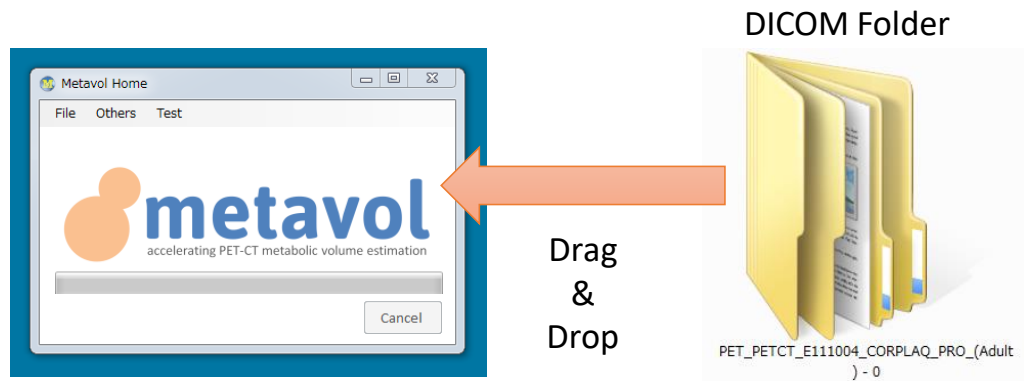 DICOM Folder
Metavol Home
File Others Test
metavol
accelerating PET-CT metabolic volume estimation
Cancel
Drag
&
Drop
PET_PETCT_E111004_CORPLAQ_PRO_(Adult
) - 0